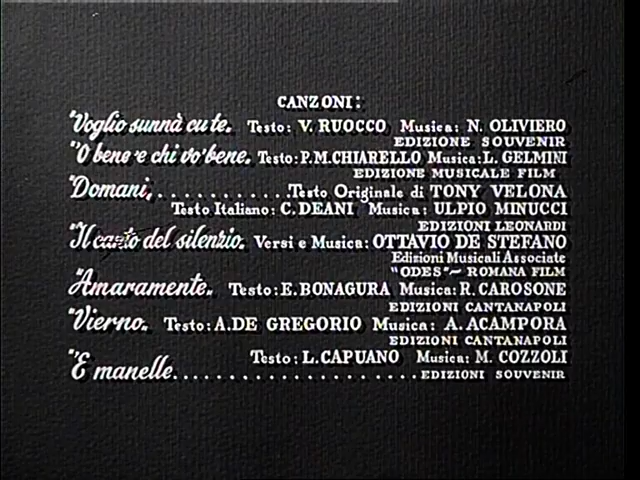 CANZONI:
"Voglio sunnà cu te. Testo: V. RUOCCO Musica: N. OLIVIERO
EDIZIONE SOUVENIR
"O bene e chi vo' bene. Testo: P.M.CHIARELLO Musica: L. GELMINI
EDIZIONE MUSICALE FILM
"Domani,............Testo Originale di TONY VELONA
Testo Italiano: C. DEANI Musica: ULPIO MINUCCI
EDIZIONI LEONARDI
"Il canto del silenzio. Versi e Musica: OTTAVIO DE STEFANO
Edizioni Musicali Associate
"ODES"~ ROMANA FILM
"Amaramente. Testo: E. BONAGURA Musica: R. CAROSONE
EDIZIONI CANTANAPOLI
"Vierno. Testo: A.DE GREGORIO Musica: A. ACAMPORA
EDIZIONI CANTANAPOLI
Testo: L. CAPUANO Musica: M. COZZOLI
"E manelle....................EDIZIONI SOUVENIR